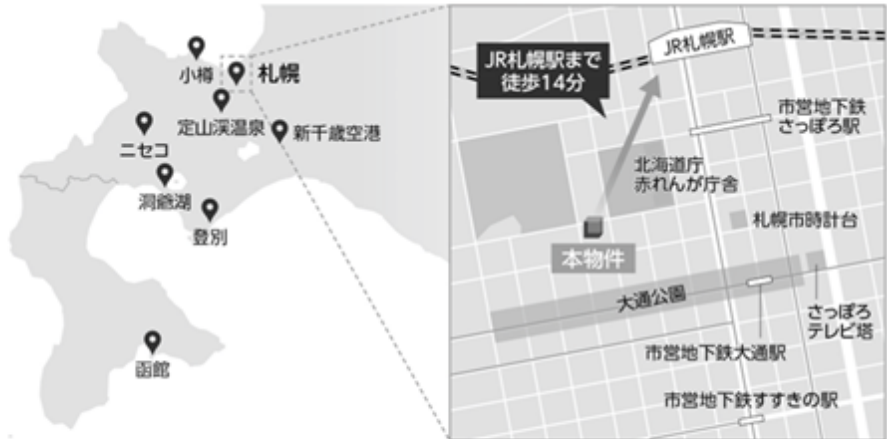 小樽
札幌
定山渓温泉
新千歳空港
ニセコ
洞爺湖
登別
函館
JR札幌駅
JR札幌駅まで
徒歩14分
市営地下鉄
さっぽろ駅
北海道庁
赤れんが庁舎
札幌市時計台
本物件
大通公園
さっぽろ
テレビ塔
市営地下鉄大通駅
市営地下鉄すすきの駅